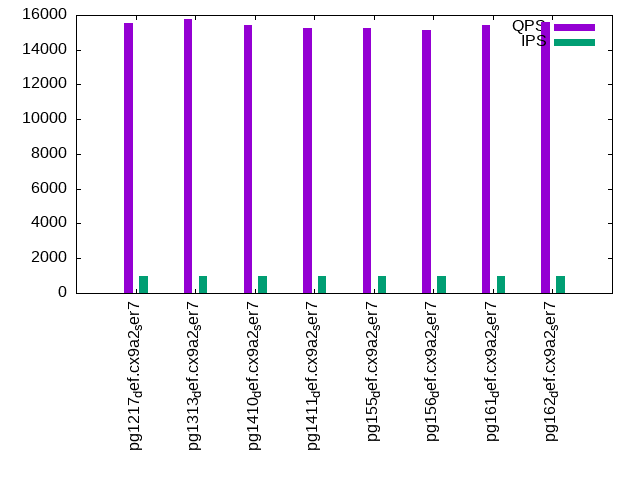 16000
14000
12000
10000
8000
6000
4000
2000
0
QPS
IPS
pg1217def.cx9a2ser7
pg1313def.cx9a2ser7
pg1410def.cx9a2ser7
pg1411def.cx9a2ser7
pg155def.cx9a2ser7
pg156def.cx9a2ser7
pg161def.cx9a2ser7
pg162def.cx9a2ser7